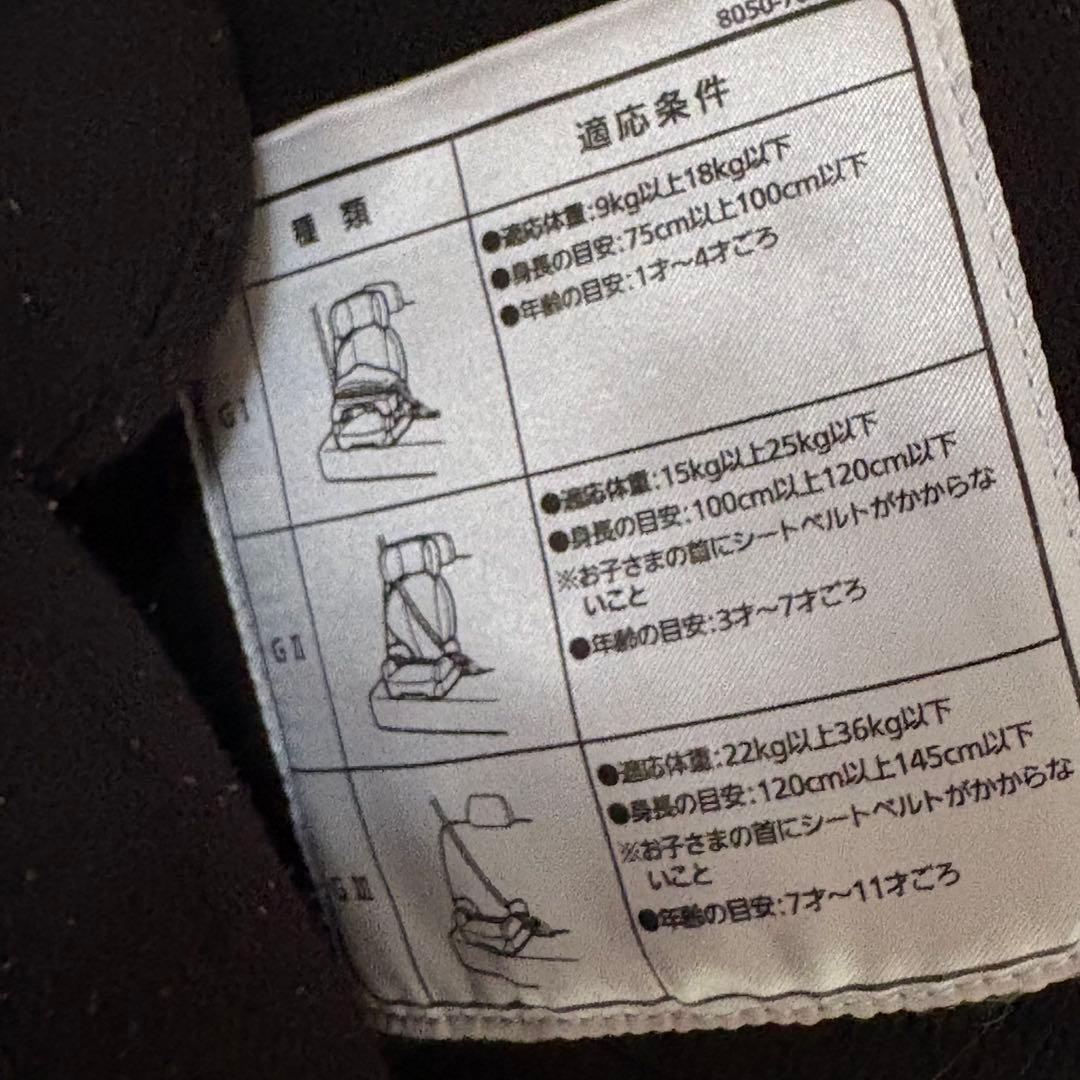 8050-7
種類
適応条件
GⅠ
●適応体重:9kg以上18kg以下
●身長の目安:75cm以上100cm以下
●年齢の目安:1才～4才ごろ
GⅡ
●適応体重:15kg以上25kg以下
●身長の目安:100cm以上120cm以下
※お子さまの首にシートベルトがかからな
いこと
●年齢の目安:3才～7才ごろ
GⅢ
●適応体重:22kg以上36kg以下
●身長の目安:120cm以上145cm以下
※お子さまの首にシートベルトがかからな
いこと
●年齢の目安:7才～11才ごろ